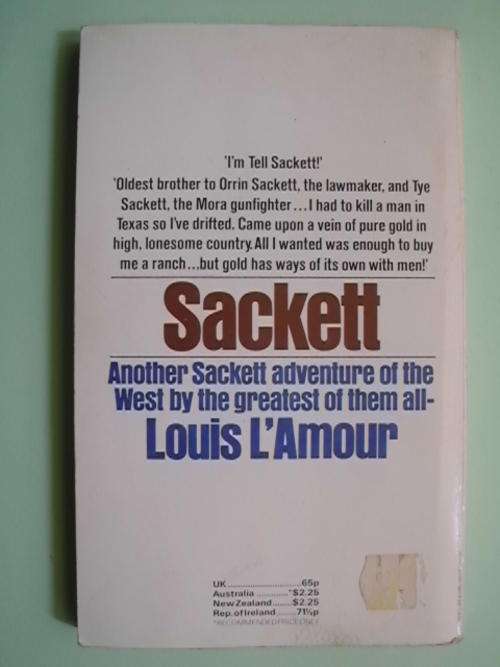 'I'm Tell Sackett!'
'Oldest brother to Orrin Sackett, the lawmaker, and Tye
Sackett, the Mora gunfighter...I had to kill a man in
Texas so I've drifted. Came upon a vein of pure gold in
high, lonesome country. All I wanted was enough to buy
me a ranch...but gold has ways of its own with men!'
Sackett
Another Sackett adventure of the
West by the greatest of them all-
Louis L'Amour
UK..............................65p
Australia ............*$2.25
New Zealand.......$2.25
Rep. of Ireland ......71½p
*RECOMMENDED PRICE ONLY